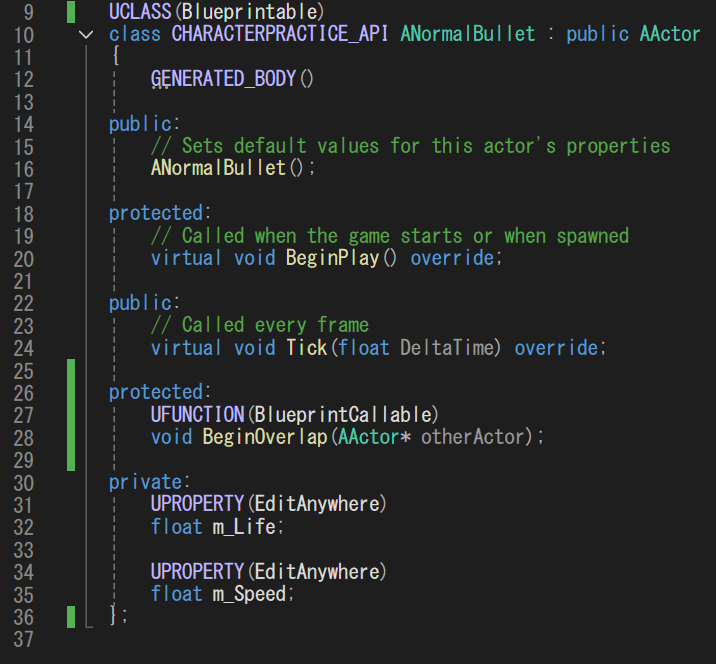 9 UCLASS(Blueprintable)
10 class CHARACTERPRACTICE_API ANormalBullet : public AActor
11 {
12 GENERATED_BODY()
13
14 public:
15 // Sets default values for this actor's properties
16 ANormalBullet();
17
18 protected:
19 // Called when the game starts or when spawned
20 virtual void BeginPlay() override;
21
22 public:
23 // Called every frame
24 virtual void Tick(float DeltaTime) override;
25
26 protected:
27 UFUNCTION(BlueprintCallable)
28 void BeginOverlap(AActor* otherActor);
29
30 private:
31 UPROPERTY(EditAnywhere)
32 float m_Life;
33
34 UPROPERTY(EditAnywhere)
35 float m_Speed;
36 };
37